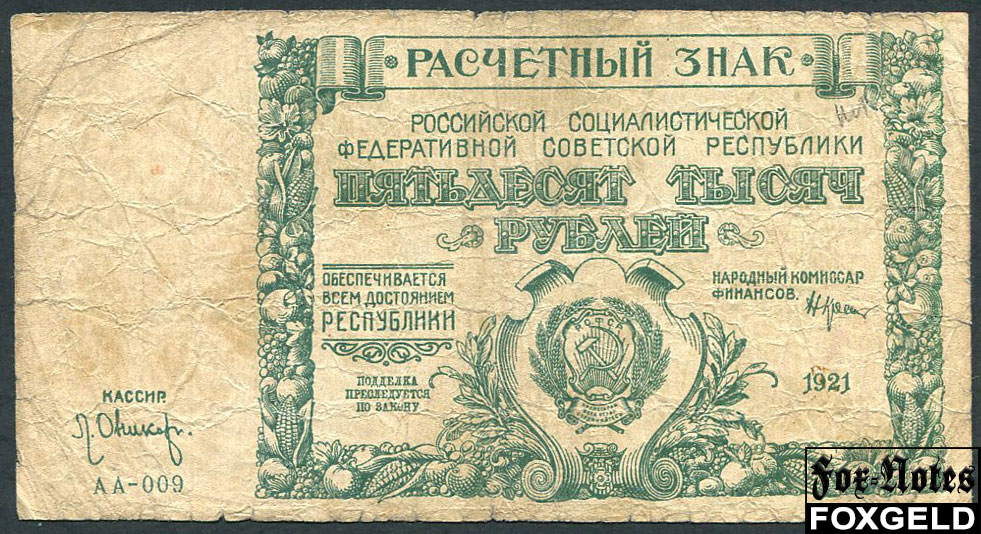 РАСЧЕТНЫЙ ЗНАК
РОССИЙСКОЙ СОЦИАЛИСТИЧЕСКОЙ
ФЕДЕРАТИВНОЙ СОВЕТСКОЙ РЕСПУБЛИКИ
ПЯТЬДЕСЯТ ТЫСЯЧ
РУБЛЕЙ
ОБЕСПЕЧИВАЕТСЯ
ВСЕМ ДОСТОЯНИЕМ
РЕСПУБЛИКИ
НАРОДНЫЙ КОМИССАР
ФИНАНСОВ.
ПОДДЕЛКА
ПРЕСЛЕДУЕТСЯ
ПО ЗАКОНУ
1921
КАССИР
АА-009
Fox-Notes
FOXGELD